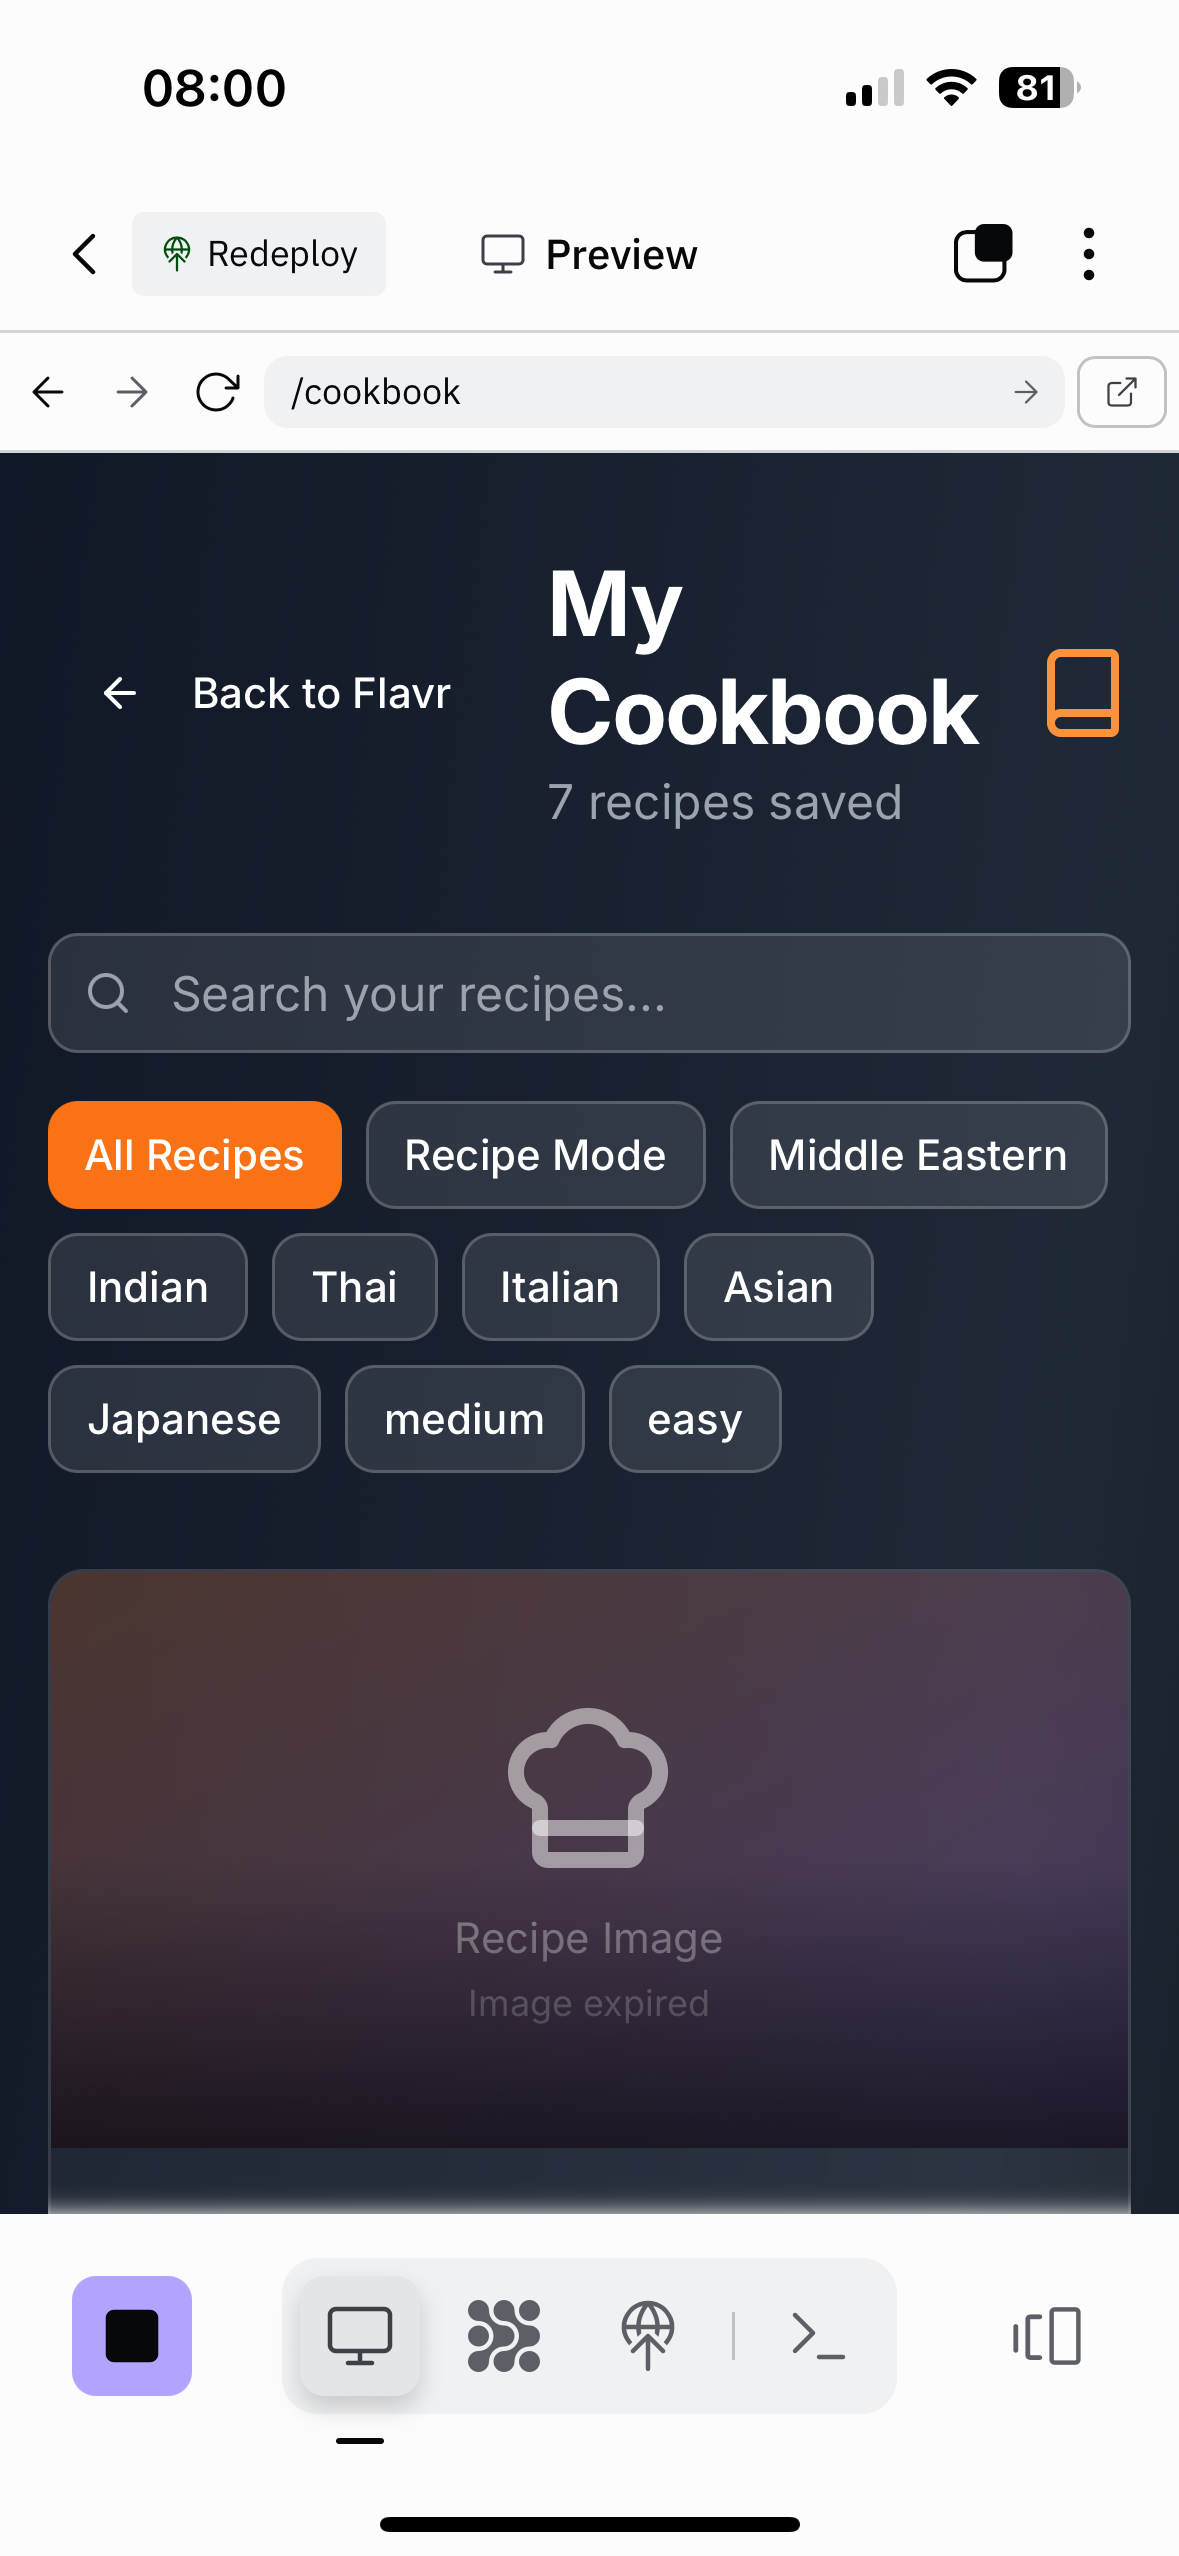 08:00
81
Redeploy
Preview
/cookbook
Back to Flavr
My
Cookbook
7 recipes saved
Search your recipes...
All Recipes
Recipe Mode
Middle Eastern
Indian
Thai
Italian
Asian
Japanese
medium
easy
Recipe Image
Image expired